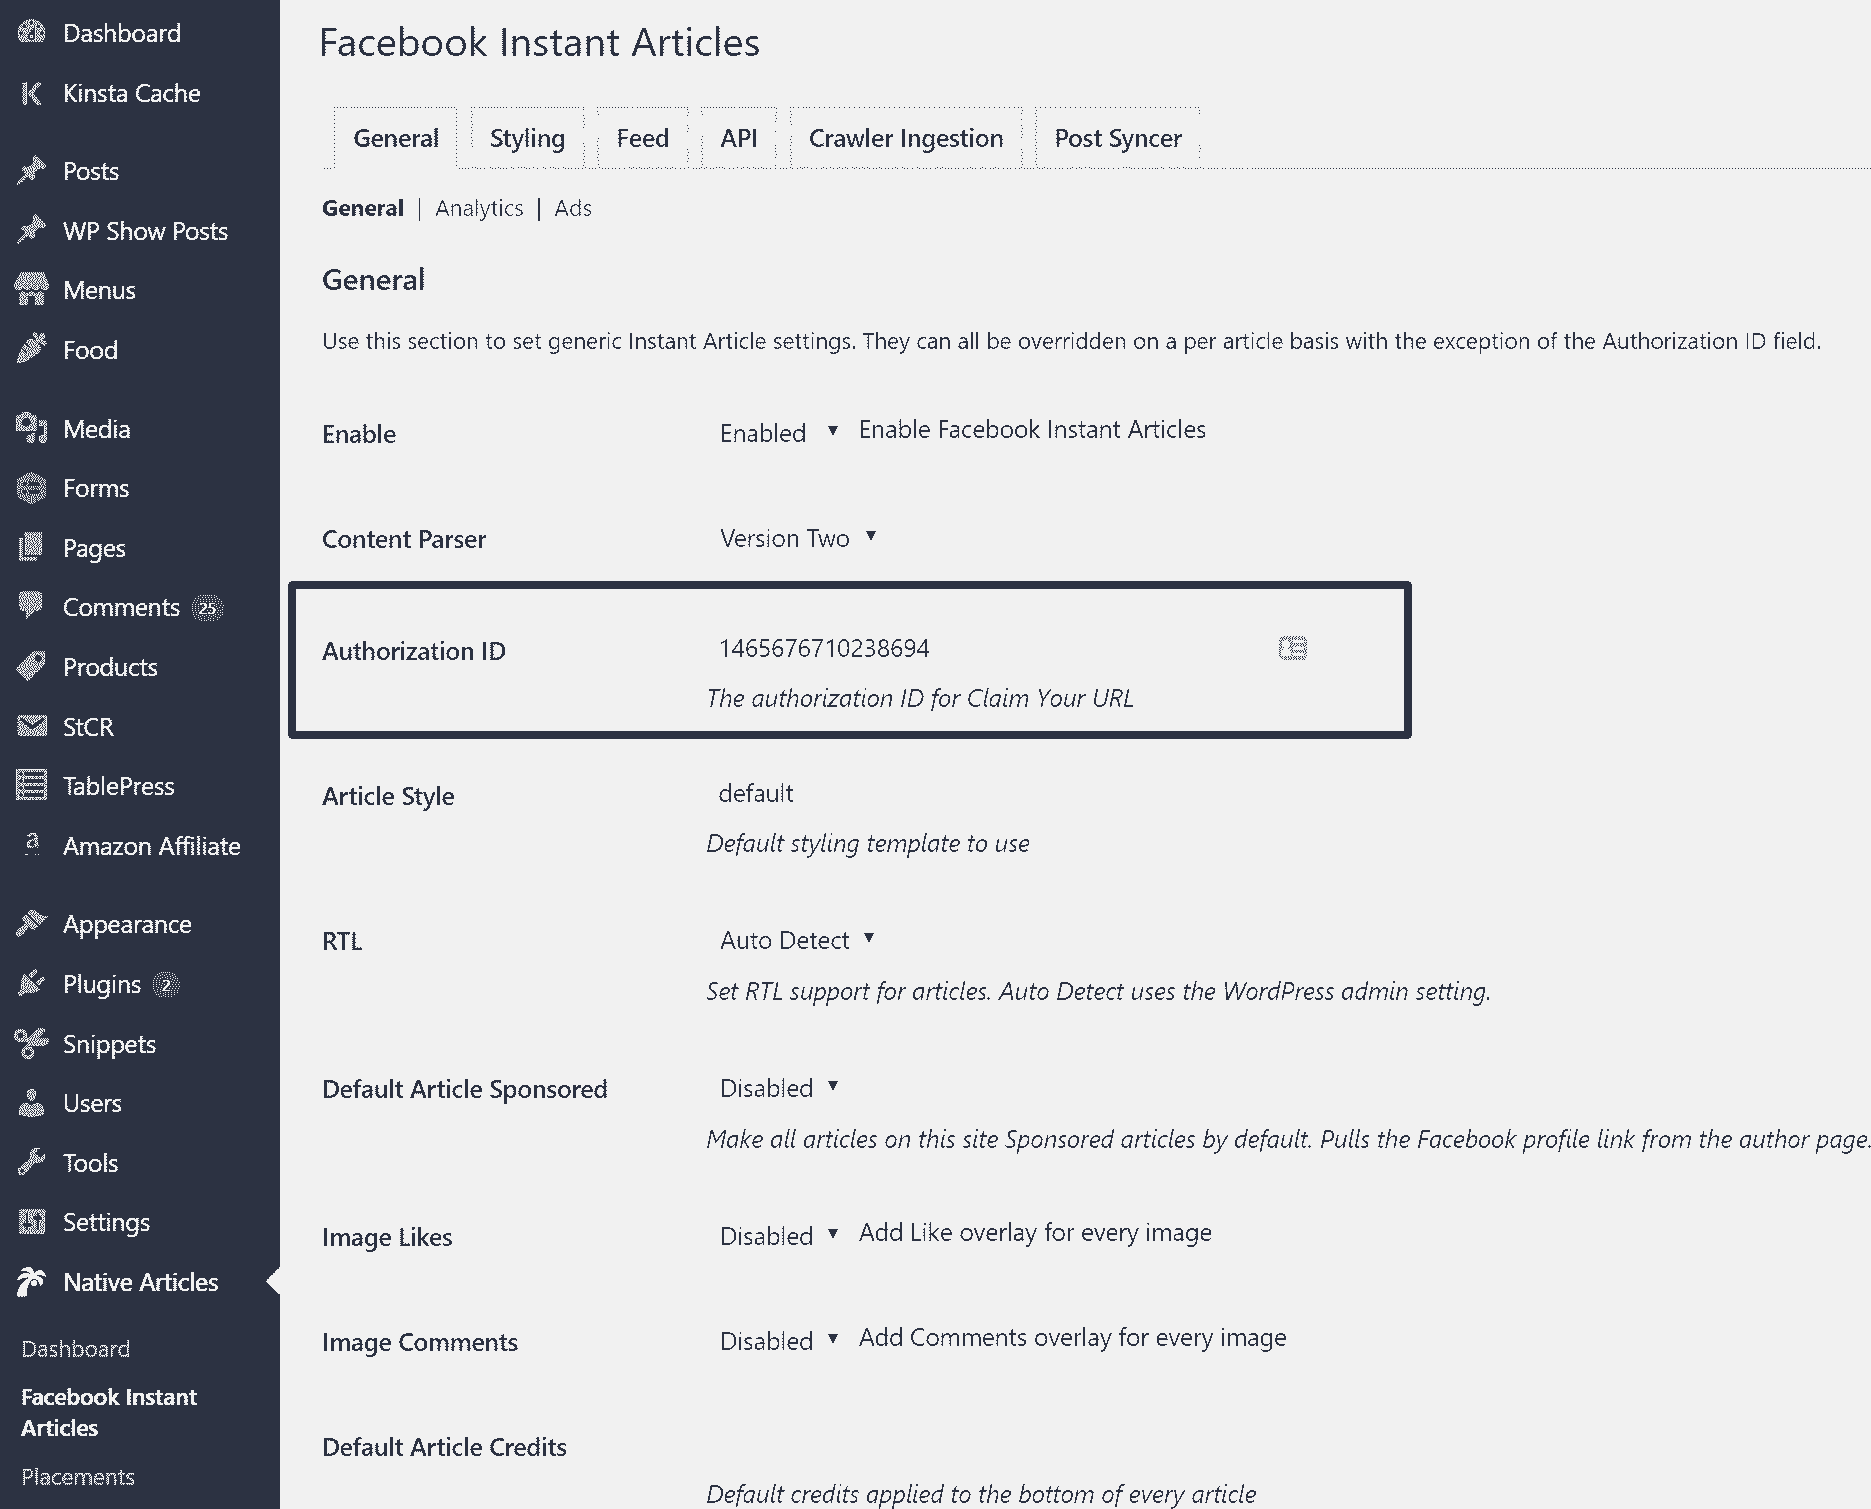 Dashboard
Kinsta Cache
Posts
WP Show Posts
Menus
Food
Media
Forms
Pages
Comments 25
Products
StCR
TablePress
Amazon Affiliate
Appearance
Plugins 2
Snippets
Users
Tools
Settings
Native Articles
Dashboard
Facebook Instant
Articles
Placements
Facebook Instant Articles
General Styling Feed API Crawler Ingestion Post Syncer
General | Analytics | Ads
General
Use this section to set generic Instant Article settings. They can all be overridden on a per article basis with the exception of the Authorization ID field.
Enable Enabled ▼ Enable Facebook Instant Articles
Content Parser Version Two ▼
Authorization ID 1465676710238694
The authorization ID for Claim Your URL
Article Style default
Default styling template to use
RTL Auto Detect ▼
Set RTL support for articles. Auto Detect uses the WordPress admin setting.
Default Article Sponsored Disabled ▼
Make all articles on this site Sponsored articles by default. Pulls the Facebook profile link from the author page.
Image Likes Disabled ▼ Add Like overlay for every image
Image Comments Disabled ▼ Add Comments overlay for every image
Default Article Credits
Default credits applied to the bottom of every article